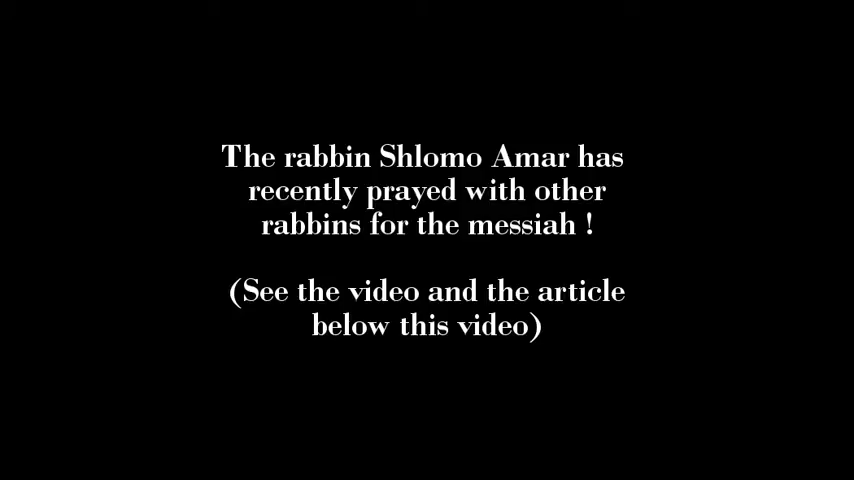 The rabbin Shlomo Amar has
recently prayed with other
rabbins for the messiah !
(See the video and the article
below this video)